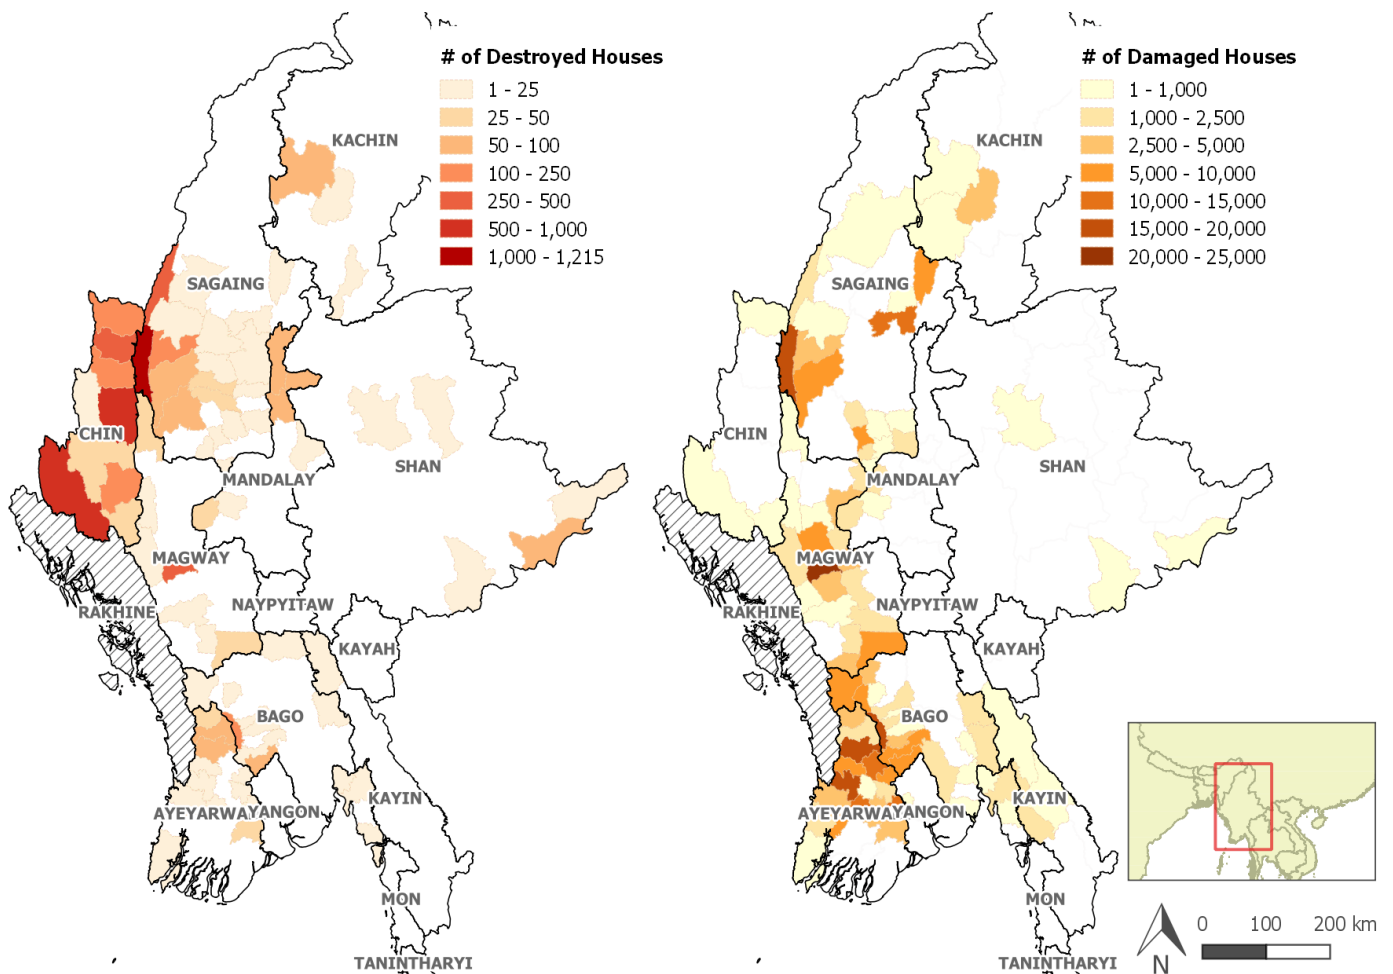 # of Destroyed Houses
1 - 25
25 - 50
50 - 100
100 - 250
250 - 500
500 - 1,000
1,000 - 1,215
KACHIN
SAGAING
CHIN
SHAN
MANDALAY
MAGWAY
NAYPYITAW
RAKHINE
KAYAH
BAGO
KAYIN
AYEYARWA
YANGON
MON
TANINTHARYI
# of Damaged Houses
1 - 1,000
1,000 - 2,500
2,500 - 5,000
5,000 - 10,000
10,000 - 15,000
15,000 - 20,000
20,000 - 25,000
KACHIN
SAGAING
CHIN
SHAN
MANDALAY
MAGWAY
NAYPYITAW
RAKHINE
KAYAH
BAGO
KAYIN
AYEYARWA
YANGON
MON
TANINTHARYI
0 100 200 km
N